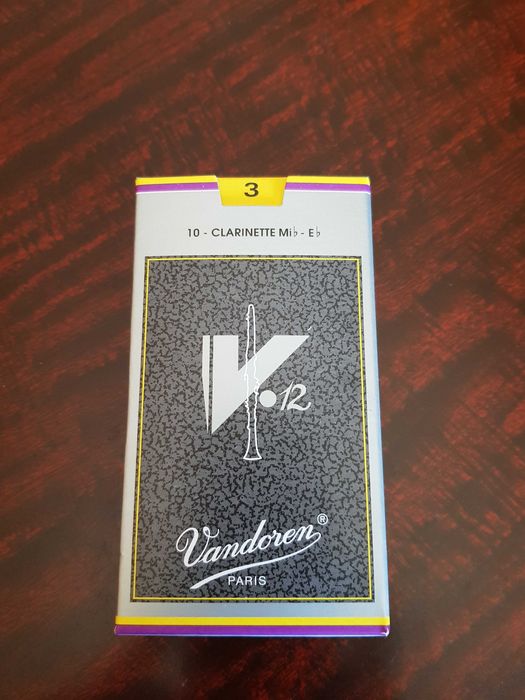 3
10 - CLARINETTE Mi♭ - E♭
V.12
Vandoren®
PARIS